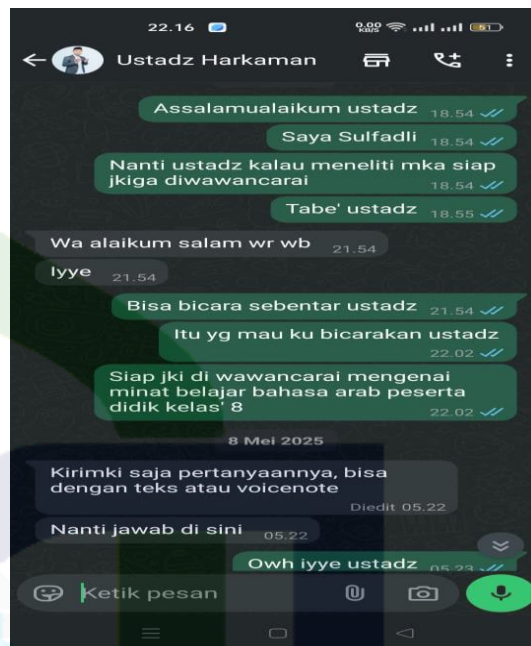 22.16
0.00 KB/S
51
Ustadz Harkaman
Assalamualaikum ustadz 18.54
Saya Sulfadli 18.54
Nanti ustadz kalau meneliti mka siap
jkiga diwawancarai
18.54
Tabe' ustadz 18.55
Wa alaikum salam wr wb 21.54
Iyye 21.54
Bisa bicara sebentar ustadz 21.54
Itu yg mau ku bicarakan ustadz
22.02
Siap jki di wawancarai mengenai
minat belajar bahasa arab peserta
didik kelas' 8
22.02
8 Mei 2025
Kirimki saja pertanyaannya, bisa
dengan teks atau voicenote
Diedit 05.22
Nanti jawab di sini 05.22
Owh iyye ustadz 05.23
Ketik pesan